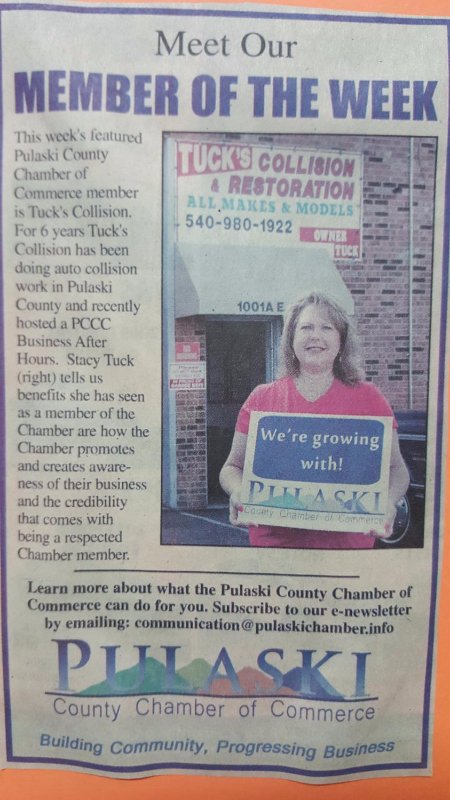 Meet Our
MEMBER OF THE WEEK
This week's featured
Pulaski County
Chamber of
Commerce member
is Tuck's Collision.
For 6 years Tuck's
Collision has been
doing auto collision
work in Pulaski
County and recently
hosted a PCCC
Business After
Hours. Stacy Tuck
(right) tells us
benefits she has seen
as a member of the
Chamber are how the
Chamber promotes
and creates aware-
ness of their business
and the credibility
that comes with
being a respected
Chamber member.
TUCK'S COLLISION
& RESTORATION
ALL MAKES & MODELS
540-980-1922
OWNER
TUCK
1001A E
We're growing
with!
PULASKI
County Chamber of Commerce
Learn more about what the Pulaski County Chamber of
Commerce can do for you. Subscribe to our e-newsletter
by emailing: communication@pulaskichamber.info
PULASKI
County Chamber of Commerce
Building Community, Progressing Business